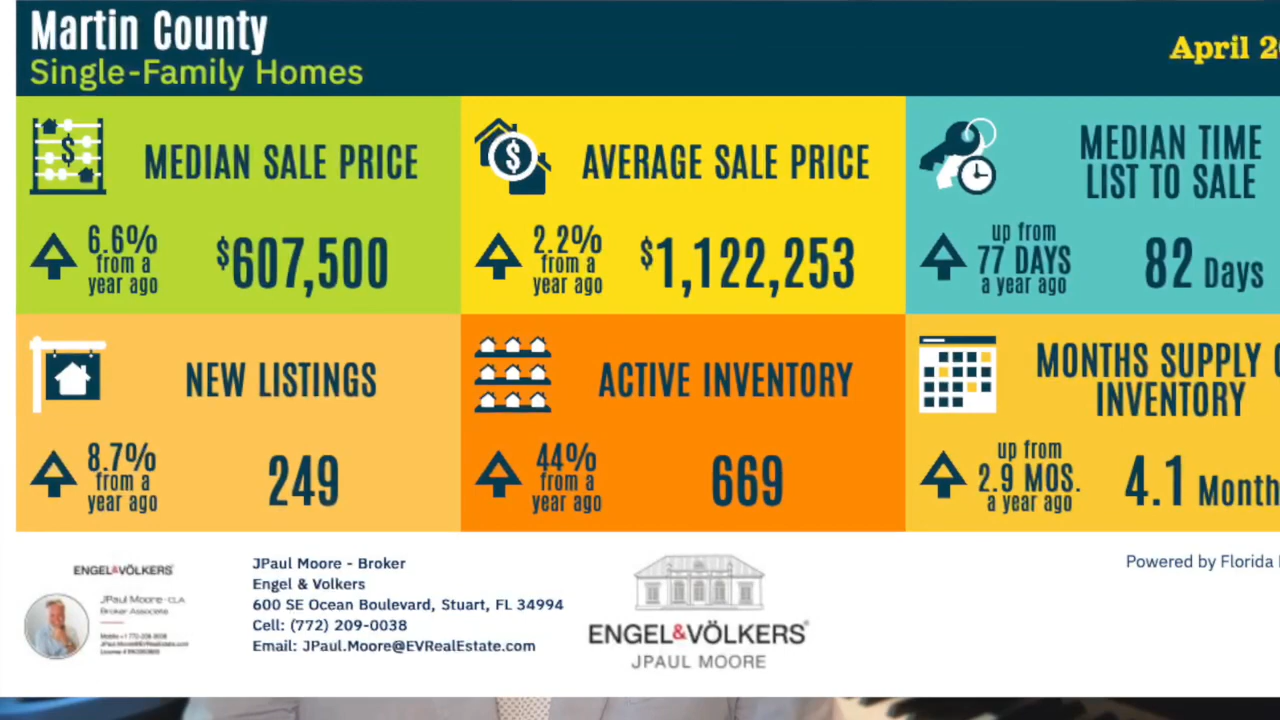 Martin County
Single-Family Homes
April 2
MEDIAN SALE PRICE
6.6%
from a
year ago
$607,500
AVERAGE SALE PRICE
2.2%
from a
year ago
$1,122,253
MEDIAN TIME
LIST TO SALE
up from
77 DAYS
a year ago
82 Days
NEW LISTINGS
8.7%
from a
year ago
249
ACTIVE INVENTORY
44%
from a
year ago
669
MONTHS SUPPLY
INVENTORY
up from
2.9 MOS.
a year ago
4.1 Month
ENGEL&VÖLKERS
JPaul Moore - CLA
Broker Associate
JPaul Moore - Broker
Engel & Volkers
600 SE Ocean Boulevard, Stuart, FL 34994
Cell: (772) 209-0038
Email: JPaul.Moore@EVRealEstate.com
ENGEL&VÖLKERS®
JPAUL MOORE
Powered by Florida